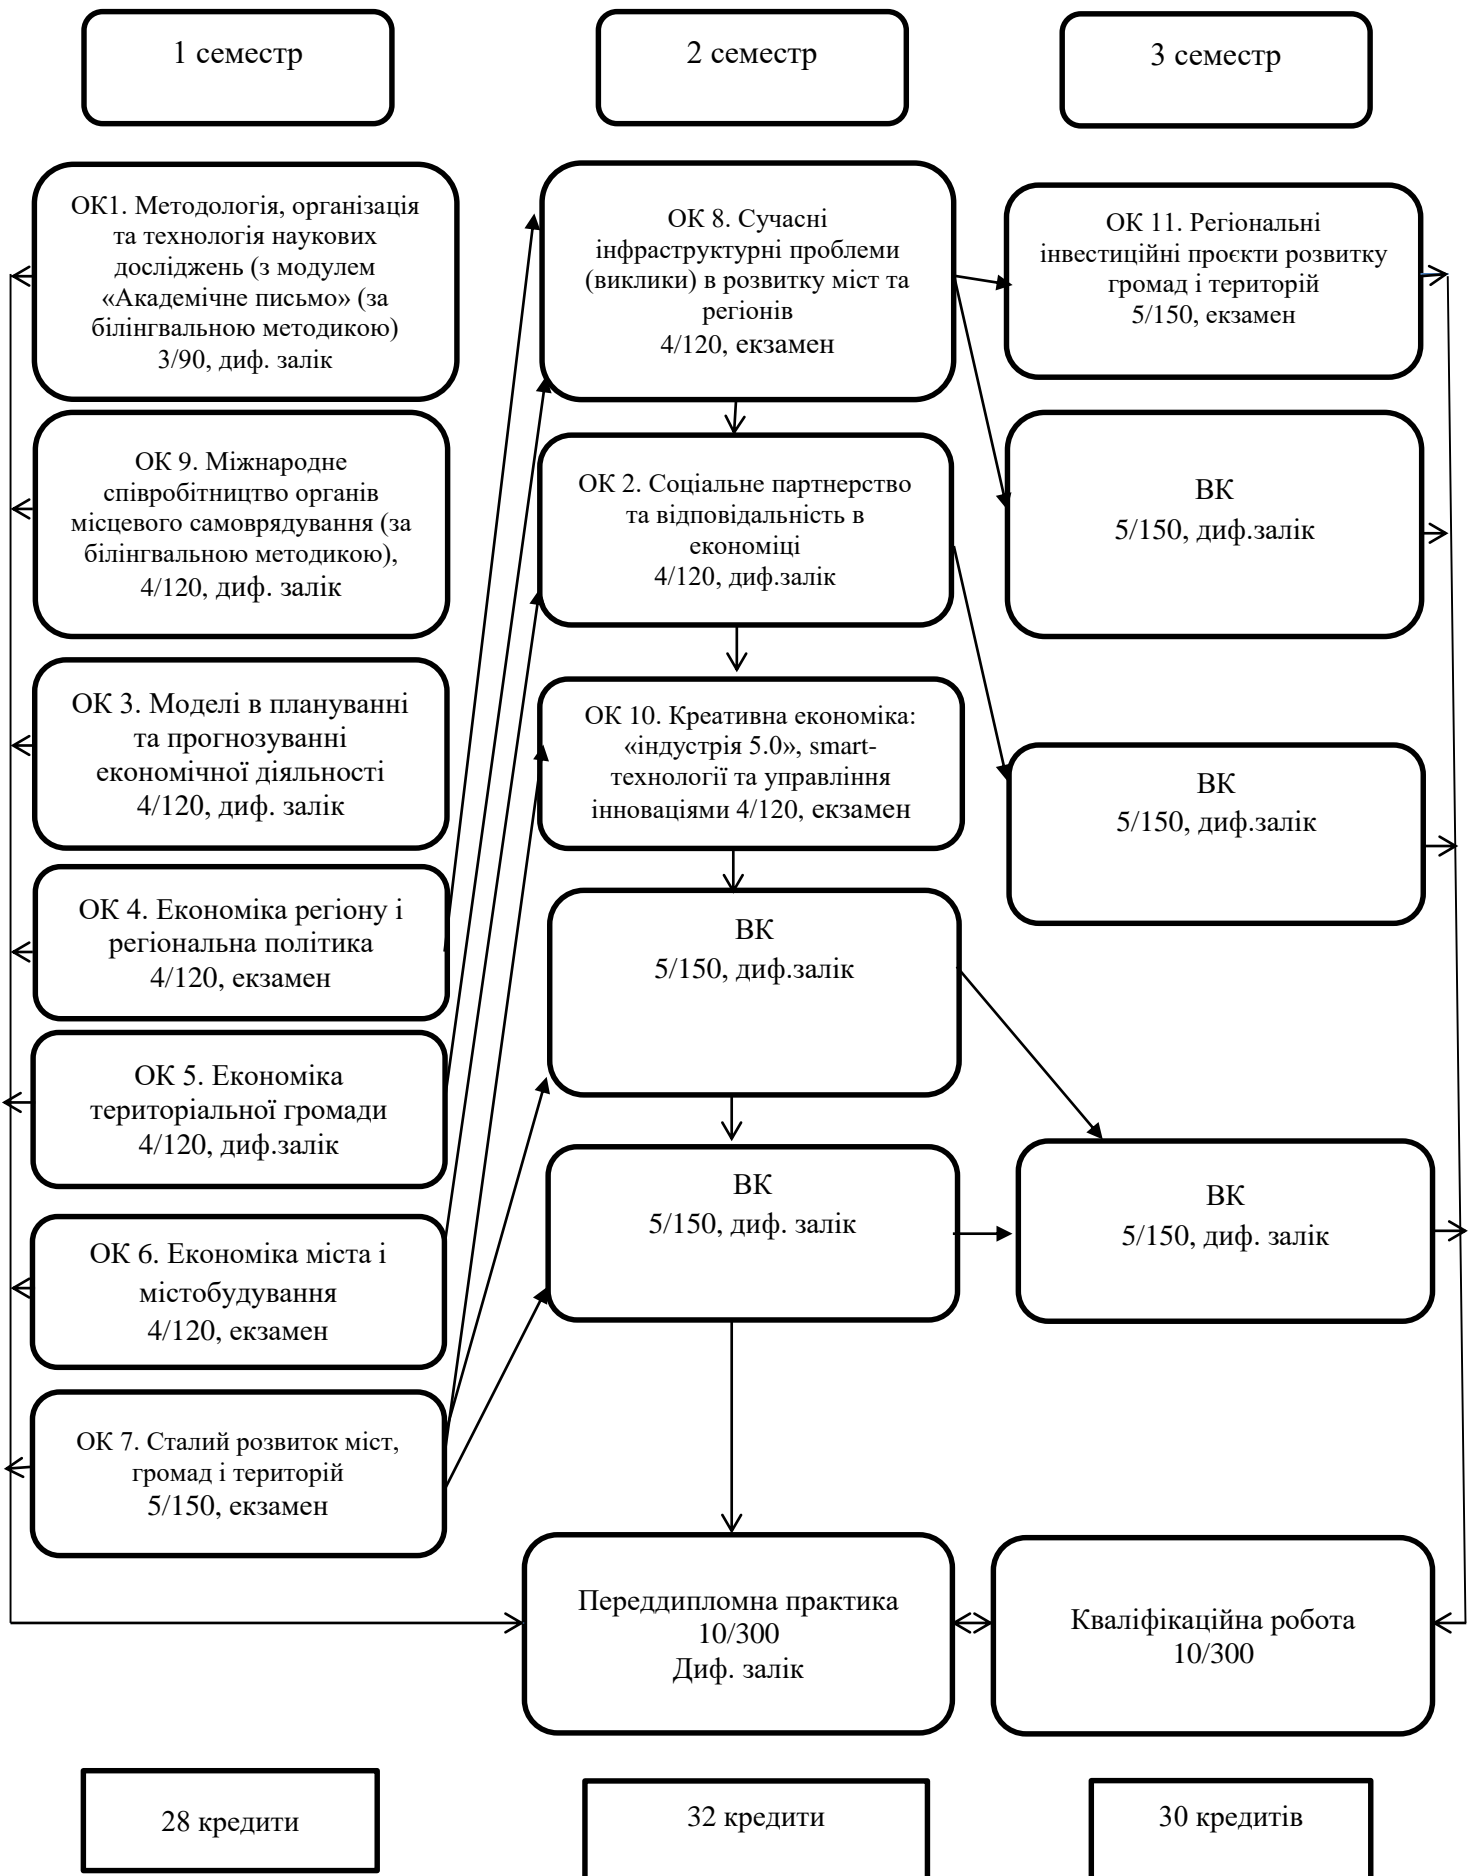 1 семестр
2 семестр
3 семестр
ОК1. Методологія, організація
та технологія наукових
досліджень (з модулем
«Академічне письмо» (за
білінгвальною методикою)
3/90, диф. залік
ОК 9. Міжнародне
співробітництво органів
місцевого самоврядування (за
білінгвальною методикою),
4/120, диф. залік
ОК 3. Моделі в плануванні
та прогнозуванні
економічної діяльності
4/120, диф. залік
ОК 4. Економіка регіону і
регіональна політика
4/120, екзамен
ОК 5. Економіка
територіальної громади
4/120, диф.залік
ОК 6. Економіка міста і
містобудування
4/120, екзамен
ОК 7. Сталий розвиток міст,
громад і територій
5/150, екзамен
ОК 8. Сучасні
інфраструктурні проблеми
(виклики) в розвитку міст та
регіонів
4/120, екзамен
ОК 2. Соціальне партнерство
та відповідальність в
економіці
4/120, диф.залік
ОК 10. Креативна економіка:
«індустрія 5.0», smart-
технології та управління
інноваціями 4/120, екзамен
ВК
5/150, диф.залік
ВК
5/150, диф. залік
Переддипломна практика
10/300
Диф. залік
ОК 11. Регіональні
інвестиційні проєкти розвитку
громад і територій
5/150, екзамен
ВК
5/150, диф.залік
ВК
5/150, диф.залік
ВК
5/150, диф. залік
Кваліфікаційна робота
10/300
28 кредити
32 кредити
30 кредитів